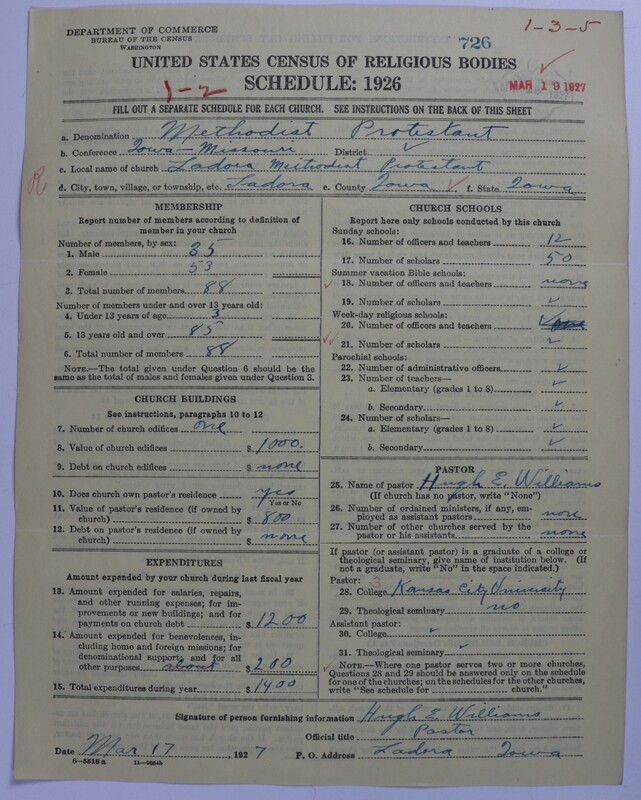 DEPARTMENT OF COMMERCE
BUREAU OF THE CENSUS
WASHINGTON
726
1-3-5
UNITED STATES CENSUS OF RELIGIOUS BODIES
1-2
SCHEDULE: 1926
MAR 19 1927
FILL OUT A SEPARATE SCHEDULE FOR EACH CHURCH. SEE INSTRUCTIONS ON THE BACK OF THIS SHEET
a. Denomination Methodist Protestant
b. Conference Iowa-Missouri District ✓
c. Local name of church Ladora Methodist Protestant
R
d. City, town, village, or township, etc. Ladora e. County Iowa f. State Iowa
MEMBERSHIP
Report number of members according to definition of
member in your church
Number of members, by sex:
1. Male 35
2. Female 53
3. Total number of members 88
Number of members under and over 13 years old:
4. Under 13 years of age 3
5. 13 years old and over 85
6. Total number of members 88
NOTE.—The total given under Question 6 should be
same as the total of males and females given under Question 3.
CHURCH BUILDINGS
See instructions, paragraphs 10 to 12
7. Number of church edifices one
8. Value of church edifices $ 1000.
9. Debt on church edifices $ none
10. Does church own pastor's residence yes
Yes or No
11. Value of pastor's residence (if owned by
church) $ 800
12. Debt on pastor's residence (if owned by
church) $ none
EXPENDITURES
Amount expended by your church during last fiscal year
13. Amount expended for salaries, repairs,
and other running expenses; for im-
provements or new buildings; and for
payments on church debt $ 1200
14. Amount expended for benevolences, in-
cluding home and foreign missions; for
denominational support; and for all
other purposes about $ 200
15. Total expenditures during year $ 1400
CHURCH SCHOOLS
Report here only schools conducted by this church
Sunday schools:
16. Number of officers and teachers 12
17. Number of scholars 50
Summer vacation Bible schools:
18. Number of officers and teachers none
19. Number of scholars ✓
Week-day religious schools:
20. Number of officers and teachers ✓
21. Number of scholars ✓
Parochial schools:
22. Number of administrative officers ✓
23. Number of teachers—
a. Elementary (grades 1 to 8) ✓
b. Secondary ✓
24. Number of scholars—
a. Elementary (grades 1 to 8) ✓
b. Secondary ✓
PASTOR
25. Name of pastor Hugh E. Williams
(If church has no pastor, write "None")
26. Number of ordained ministers, if any, em-
ployed as assistant pastors none
27. Number of other churches served by the
pastor or his assistants none
If pastor (or assistant pastor) is a graduate of a college or
theological seminary, give name of institution below. (If
not a graduate, write "No" in the space indicated.)
Pastor: 3
28. College Kansas City University
29. Theological seminary no
Assistant pastor:
30. College ✓
31. Theological seminary ✓
NOTE.—Where one pastor serves two or more churches,
Questions 28 and 29 should be answered only on the schedule
for one of the churches; on the schedules for the other churches,
write "See schedule for church."
Signature of person furnishing information Hugh E. Williams
Official title Pastor
Date Mar 17, 1927 P. O. Address Ladora Iowa
8-5318a